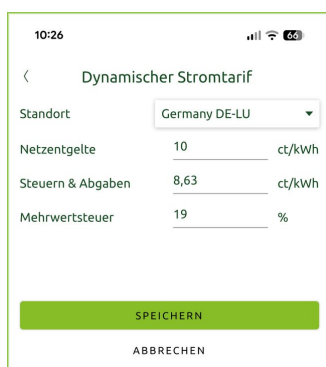 10:26 66
Dynamischer Stromtarif
Standort Germany DE-LU
Netzentgelte 10 ct/kWh
Steuern & Abgaben 8,63 ct/kWh
Mehrwertsteuer 19 %
SPEICHERN
ABBRECHEN